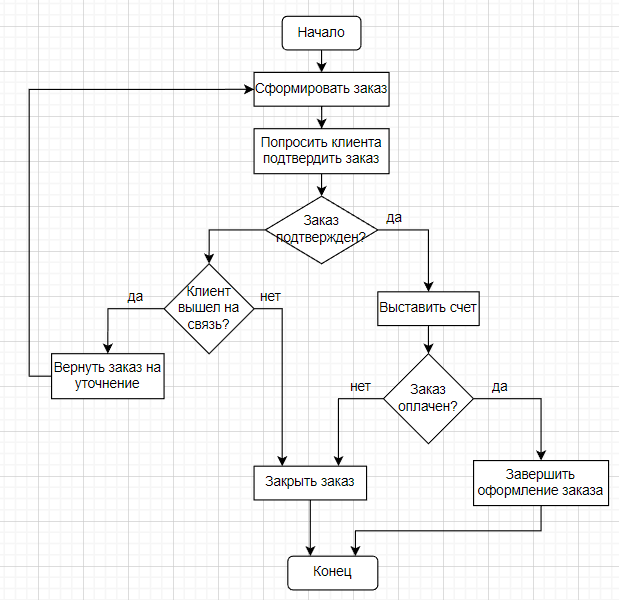 Начало
Сформировать заказ
Попросить клиента
подтвердить заказ
Заказ
подтвержден?
да
Клиент
вышел на
связь?
да
нет
Выставить счет
Вернуть заказ на
уточнение
Заказ
оплачен?
нет
да
Закрыть заказ
Завершить
оформление заказа
Конец